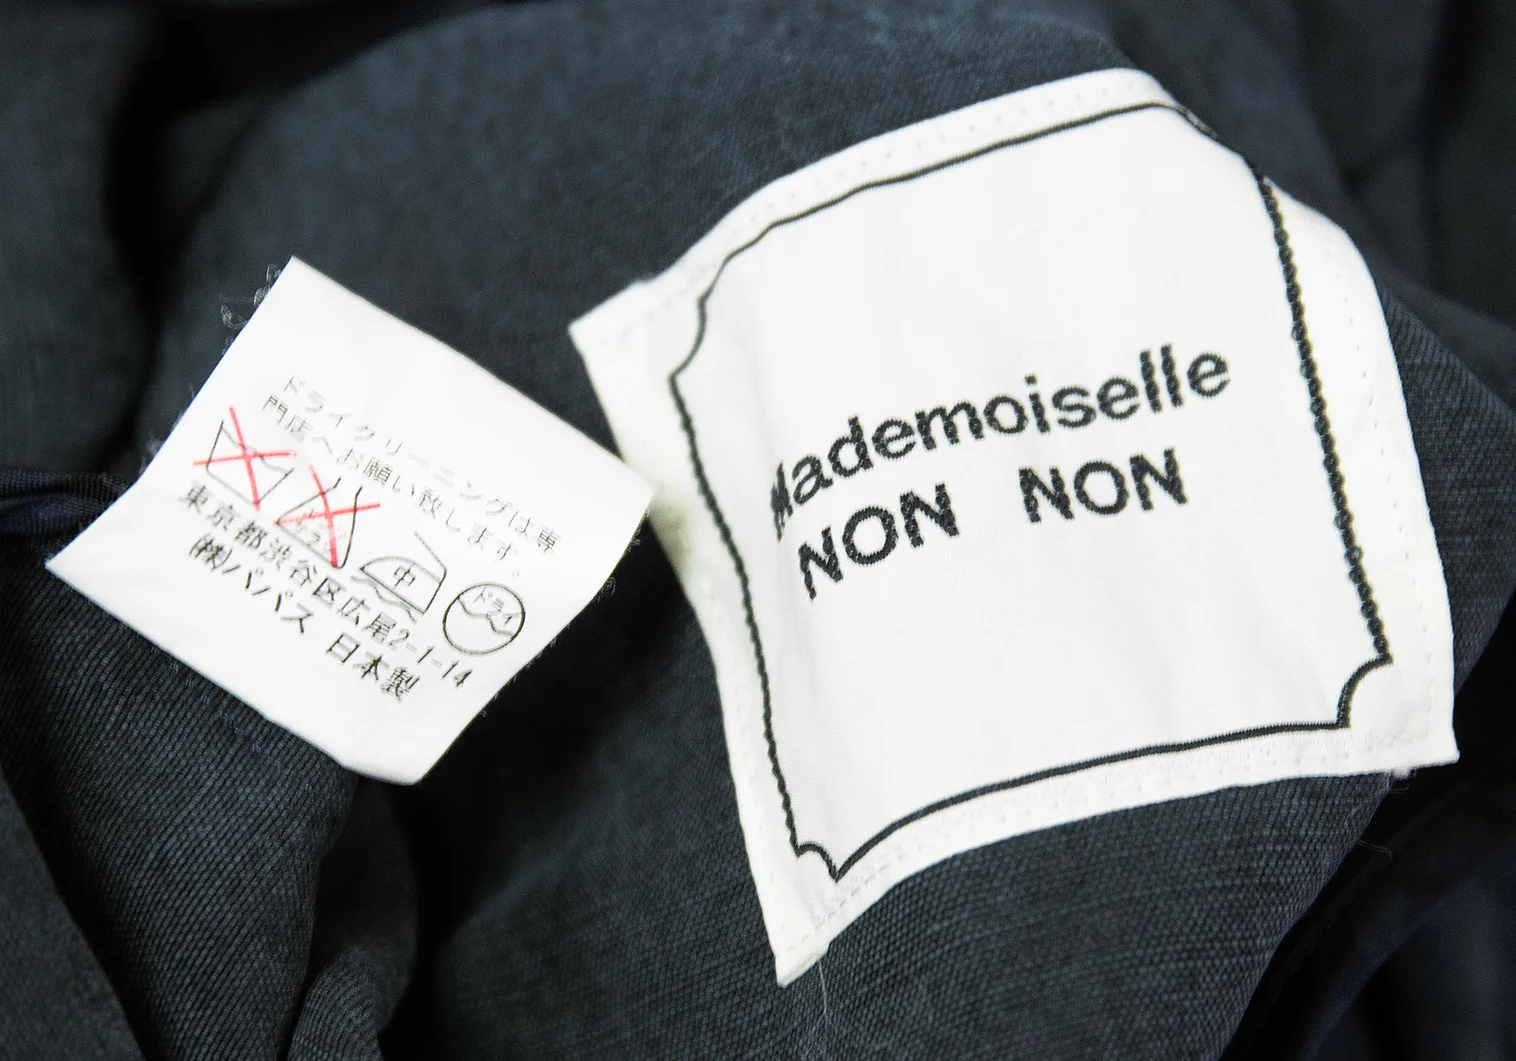 ドライクリーニングは専
門店へお願い致します。
中
ドライ
東京都渋谷区広尾2-1-14
(株)パパス 日本製
Mademoiselle
NON NON